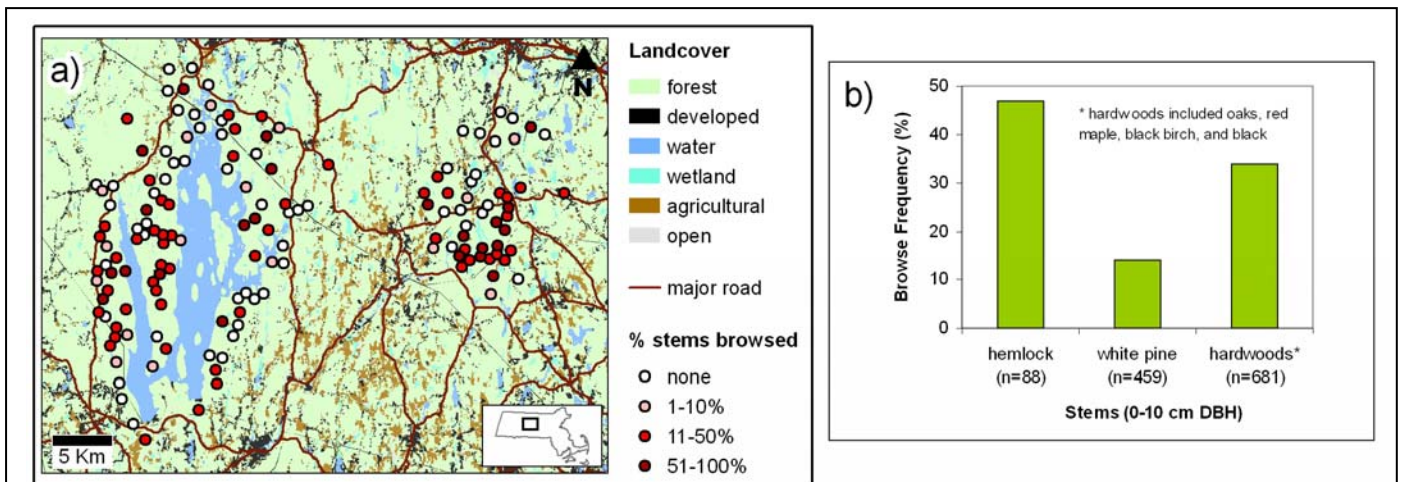 a)
N
5 Km
Landcover
forest
developed
water
wetland
agricultural
open
major road
% stems browsed
none
1-10%
11-50%
51-100%
b)
* hardwoods included oaks, red
maple, black birch, and black
Browse Frequency (%)
50
40
30
20
10
0
hemlock
(n=88)
white pine
(n=459)
hardwoods*
(n=681)
Stems (0-10 cm DBH)